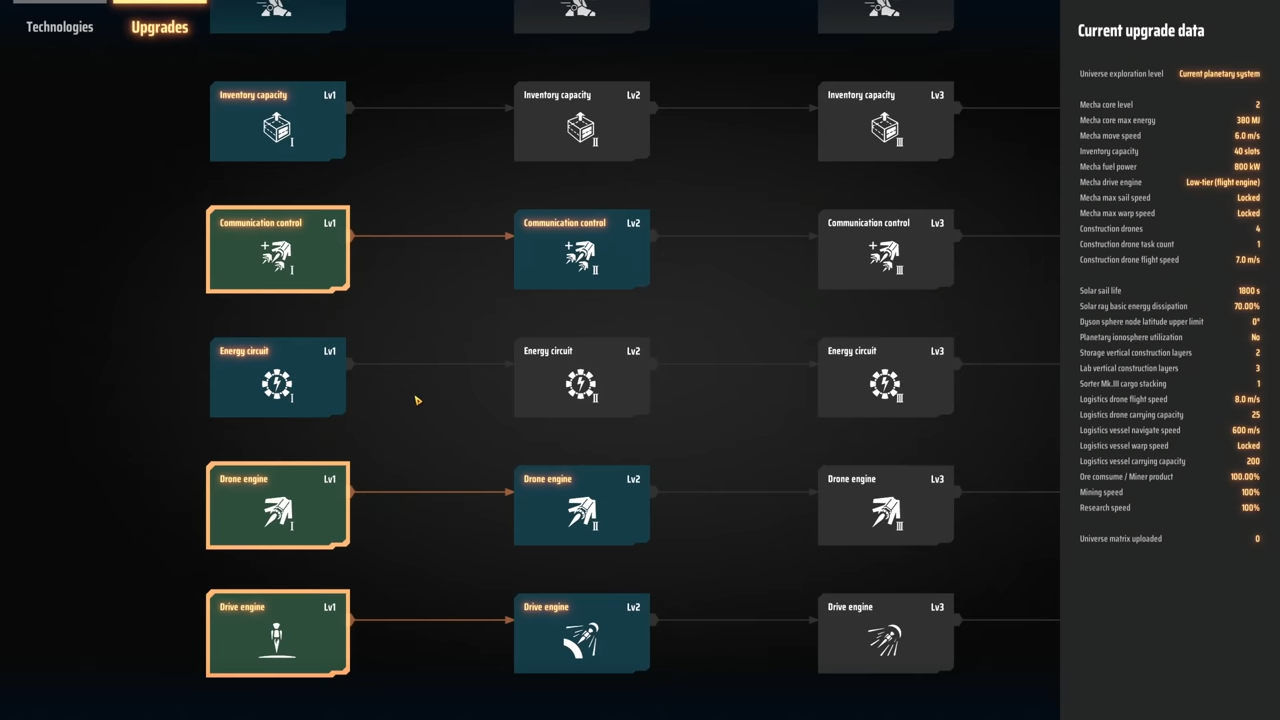 Technologies
Upgrades
Inventory capacity Lv1
I
Inventory capacity Lv2
II
Inventory capacity Lv3
III
Communication control Lv1
I
Communication control Lv2
II
Communication control Lv3
III
Energy circuit Lv1
I
Energy circuit Lv2
II
Energy circuit Lv3
III
Drone engine Lv1
I
Drone engine Lv2
II
Drone engine Lv3
III
Drive engine Lv1
Drive engine Lv2
Drive engine Lv3
Current upgrade data
Universe exploration level Current planetary system
Mecha core level 2
Mecha core max energy 380 MJ
Mecha move speed 6.0 m/s
Inventory capacity 40 slots
Mecha fuel power 800 kW
Mecha drive engine Low-tier (flight engine)
Mecha max sail speed Locked
Mecha max warp speed Locked
Construction drones 4
Construction drone task count 1
Construction drone flight speed 7.0 m/s
Solar sail life 1800 s
Solar ray basic energy dissipation 70.00%
Dyson sphere node latitude upper limit 0°
Planetary ionosphere utilization No
Storage vertical construction layers 2
Lab vertical construction layers 3
Sorter Mk.III cargo stacking 1
Logistics drone flight speed 8.0 m/s
Logistics drone carrying capacity 25
Logistics vessel navigate speed 600 m/s
Logistics vessel warp speed Locked
Logistics vessel carrying capacity 200
Ore comsume / Miner product 100.00%
Mining speed 100%
Research speed 100%
Universe matrix uploaded 0